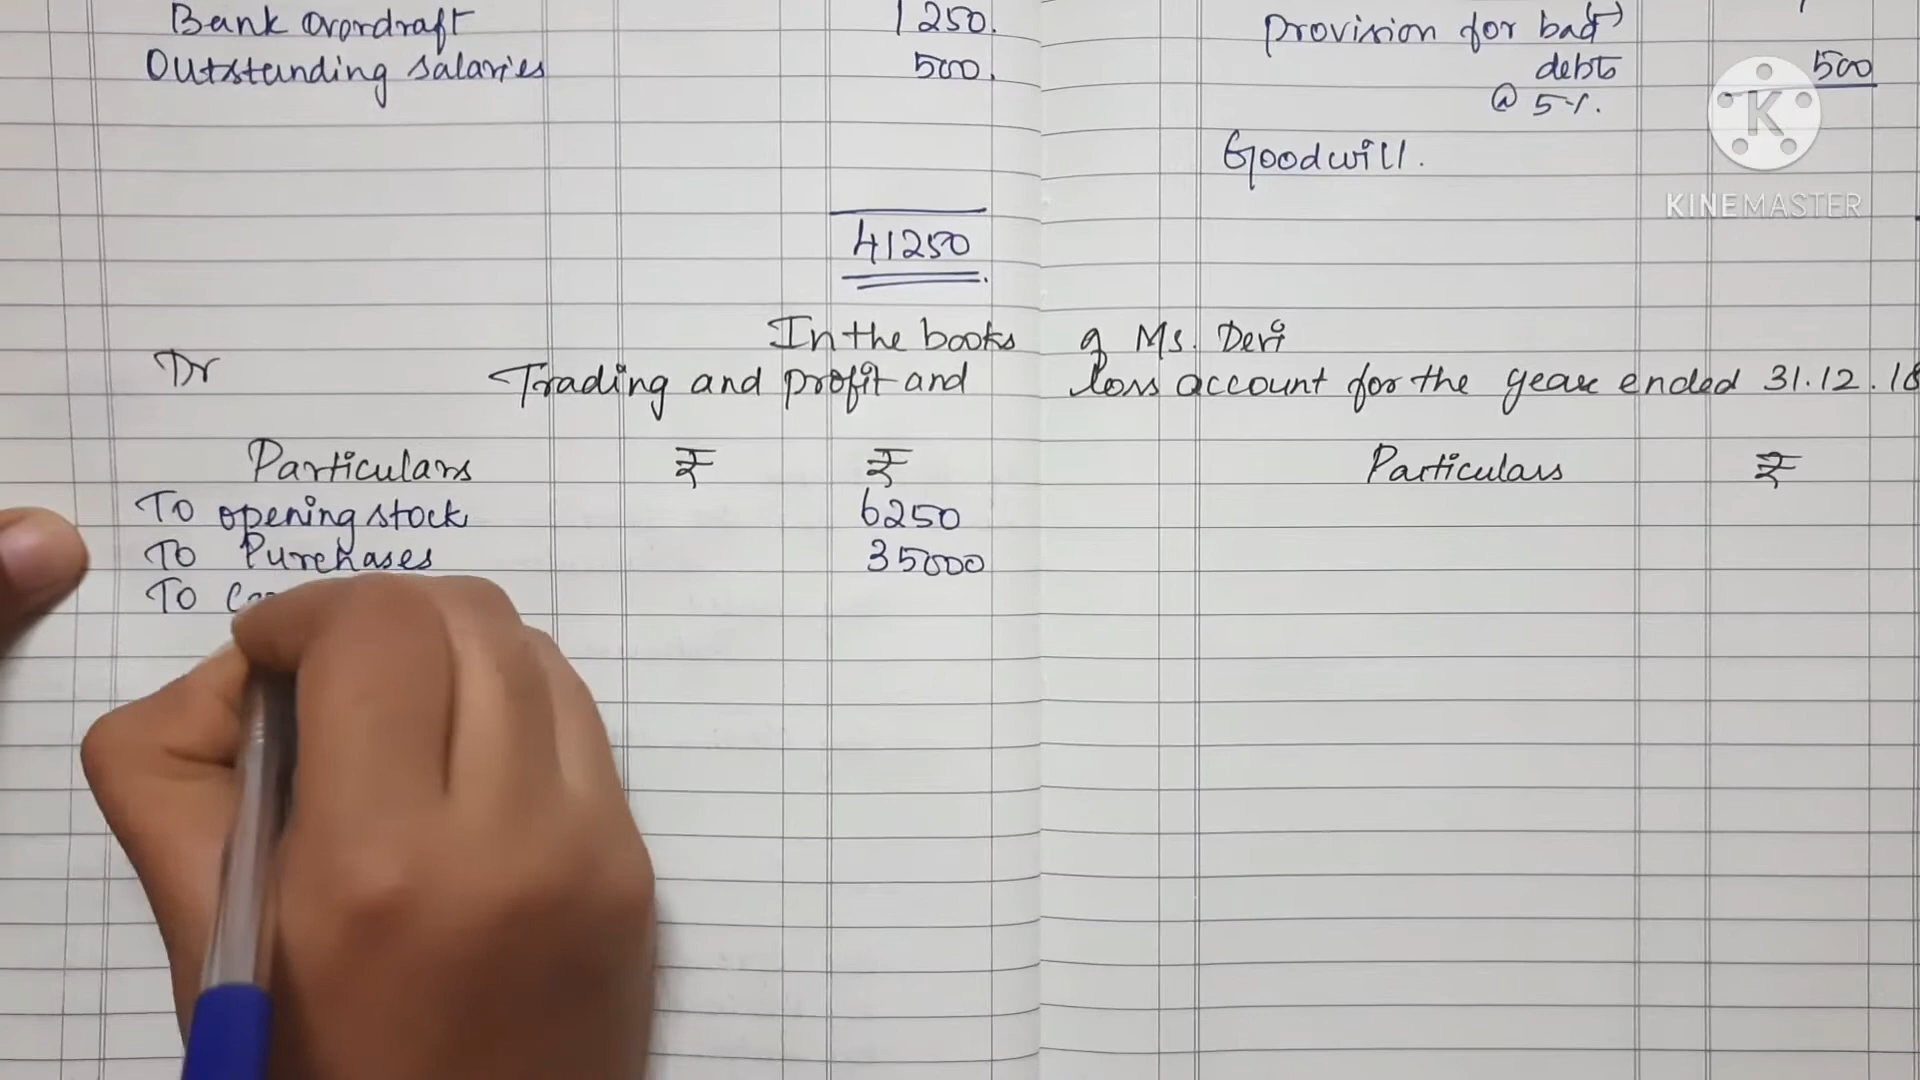 Bank Overdraft 1250. Provision for bad (-)
Outstanding salaries 500. debts 500
@ 5%.
Goodwill.
K
KINEMASTER
41250
In the books of Ms. Devi
Dr Trading and profit and loss account for the year ended 31.12.18
Particulars ₹ ₹ Particulars ₹
To opening stock 6250
To Purchases 35000
To